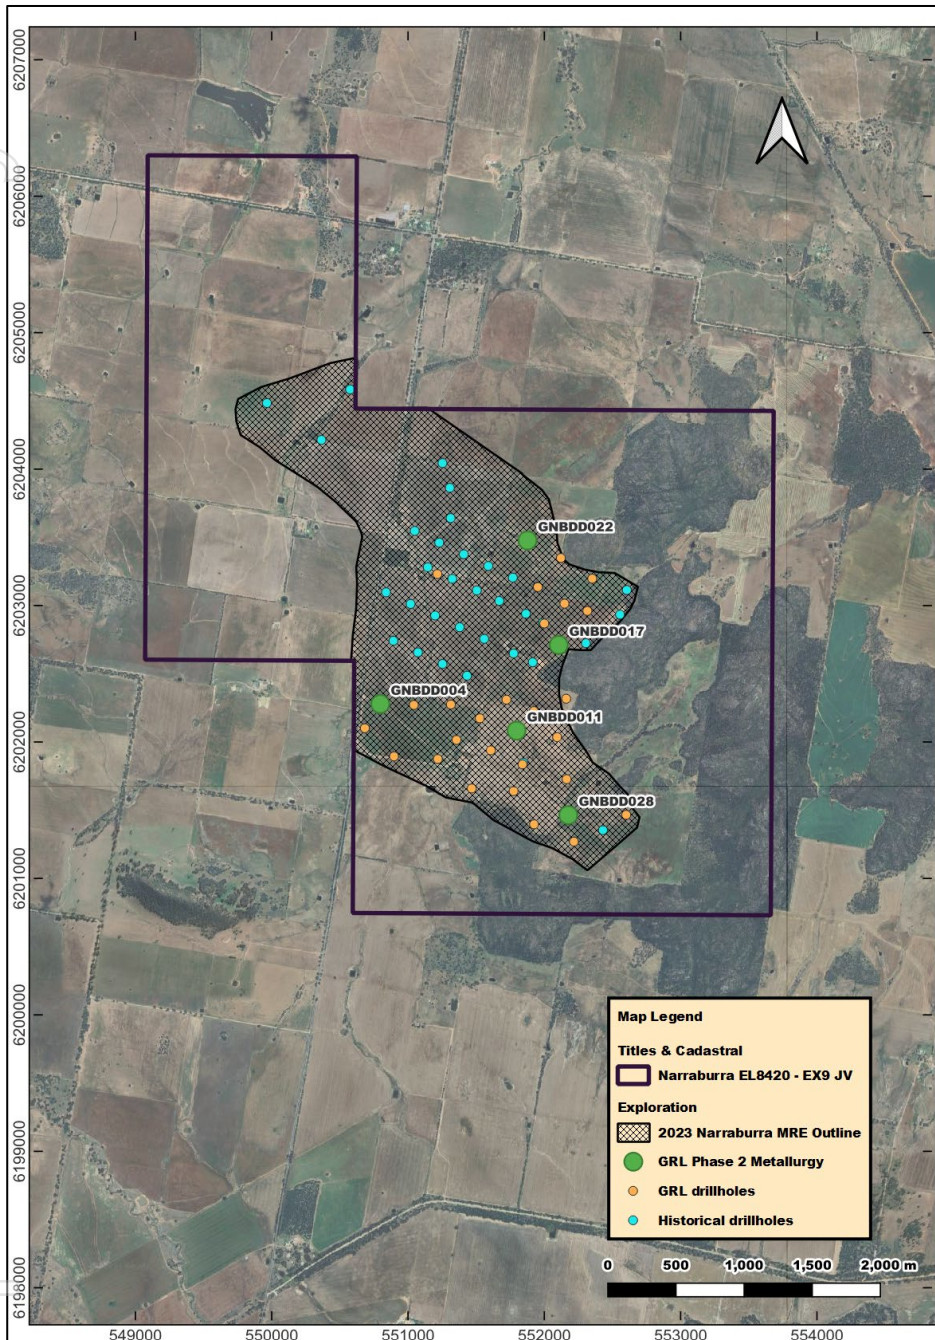 6207000
6206000
6205000
6204000
6203000
6202000
6201000
6200000
6199000
6198000
GNBDD022
GNBDD017
GNBDD004
GNBDD011
GNBDD028
Map Legend
Titles & Cadastral
Narraburra EL8420 - EX9 JV
Exploration
2023 Narraburra MRE Outline
GRL Phase 2 Metallurgy
GRL drillholes
Historical drillholes
0 500 1,000 1,500 2,000 m
549000 550000 551000 552000 553000 554000